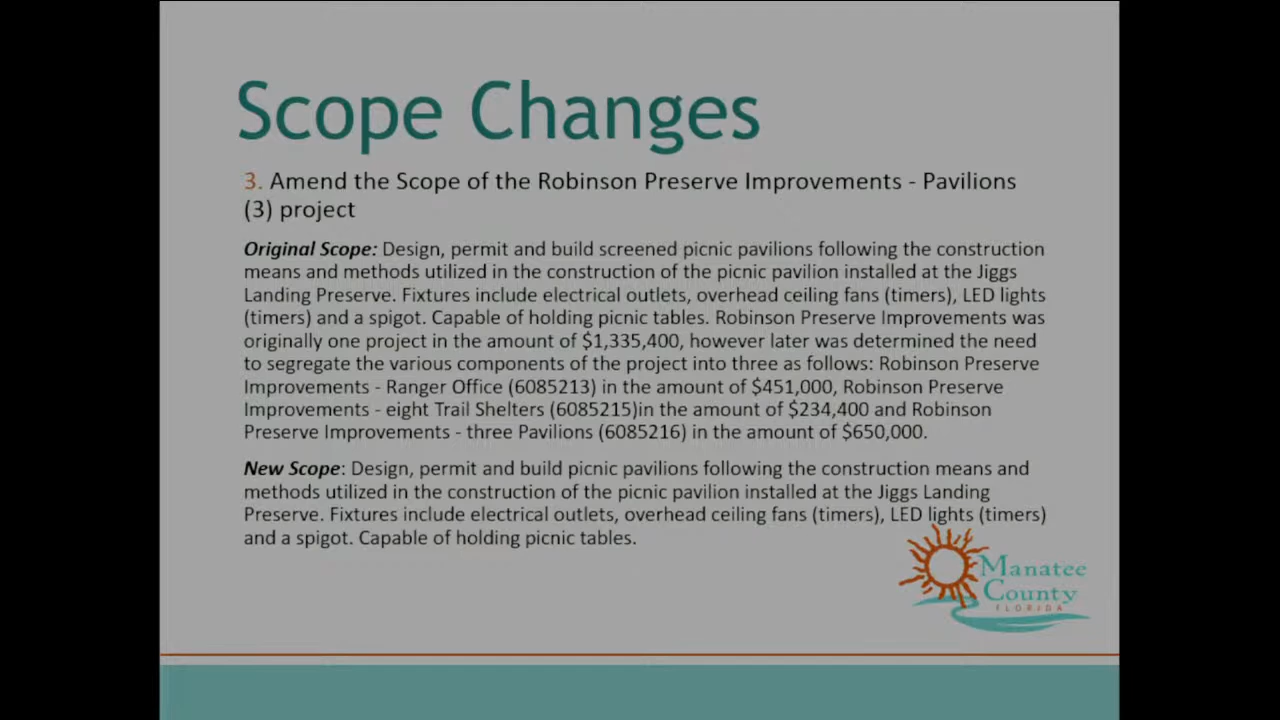 Scope Changes
3. Amend the Scope of the Robinson Preserve Improvements - Pavilions
(3) project
Original Scope: Design, permit and build screened picnic pavilions following the construction
means and methods utilized in the construction of the picnic pavilion installed at the Jiggs
Landing Preserve. Fixtures include electrical outlets, overhead ceiling fans (timers), LED lights
(timers) and a spigot. Capable of holding picnic tables. Robinson Preserve Improvements was
originally one project in the amount of $1,335,400, however later was determined the need
to segregate the various components of the project into three as follows: Robinson Preserve
Improvements - Ranger Office (6085213) in the amount of $451,000, Robinson Preserve
Improvements - eight Trail Shelters (6085215)in the amount of $234,400 and Robinson
Preserve Improvements - three Pavilions (6085216) in the amount of $650,000.
New Scope: Design, permit and build picnic pavilions following the construction means and
methods utilized in the construction of the picnic pavilion installed at the Jiggs Landing
Preserve. Fixtures include electrical outlets, overhead ceiling fans (timers), LED lights (timers)
and a spigot. Capable of holding picnic tables.
Manatee
County
FLORIDA